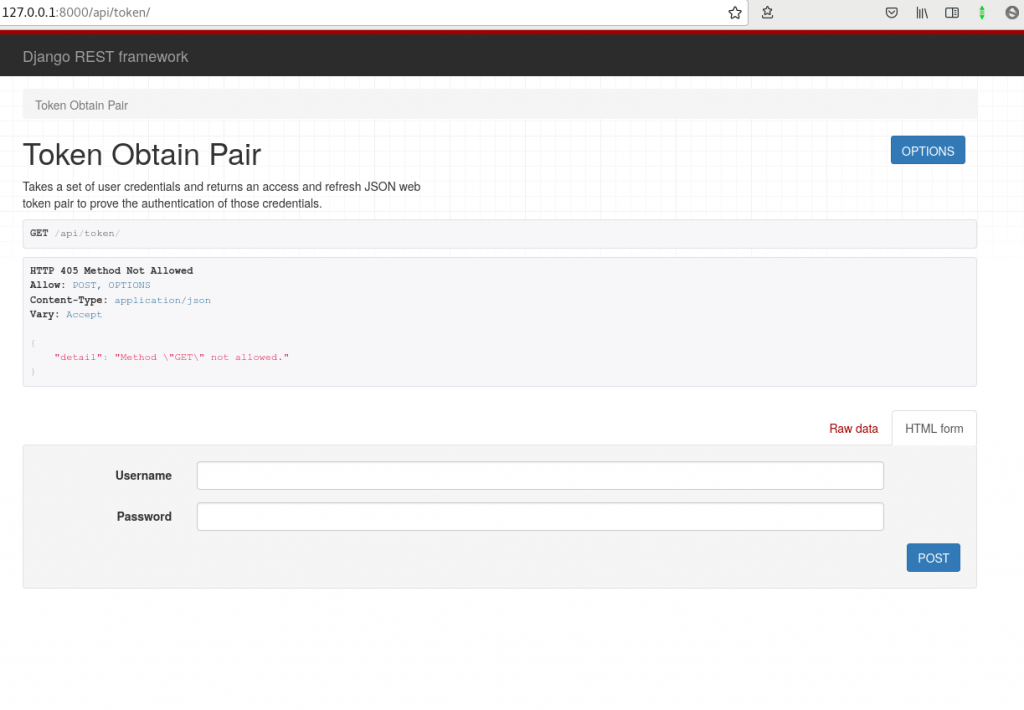 127.0.0.1:8000/api/token/
Django REST framework
Token Obtain Pair
Token Obtain Pair
OPTIONS
Takes a set of user credentials and returns an access and refresh JSON web
token pair to prove the authentication of those credentials.
GET /api/token/
HTTP 405 Method Not Allowed
Allow: POST, OPTIONS
Content-Type: application/json
Vary: Accept
{
"detail": "Method \"GET\" not allowed."
}
Raw data
HTML form
Username
Password
POST